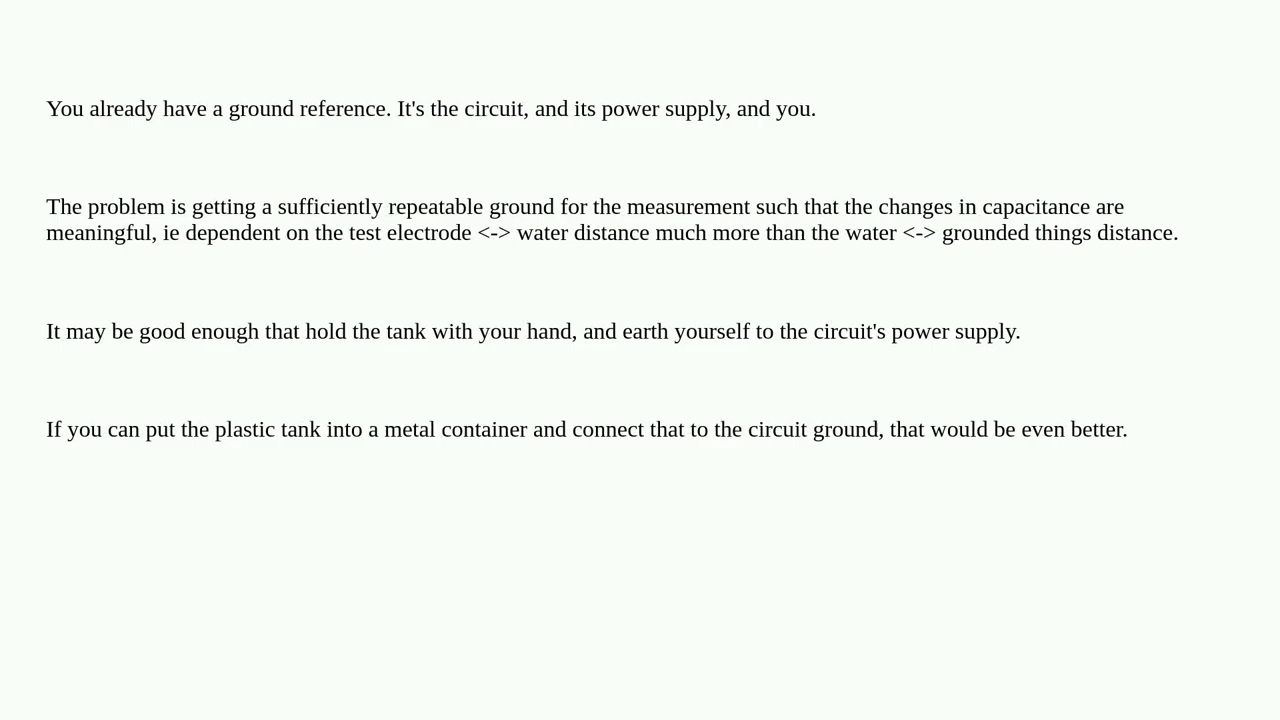 You already have a ground reference. It's the circuit, and its power supply, and you.
The problem is getting a sufficiently repeatable ground for the measurement such that the changes in capacitance are
meaningful, ie dependent on the test electrode <-> water distance much more than the water <-> grounded things distance.
It may be good enough that hold the tank with your hand, and earth yourself to the circuit's power supply.
If you can put the plastic tank into a metal container and connect that to the circuit ground, that would be even better.